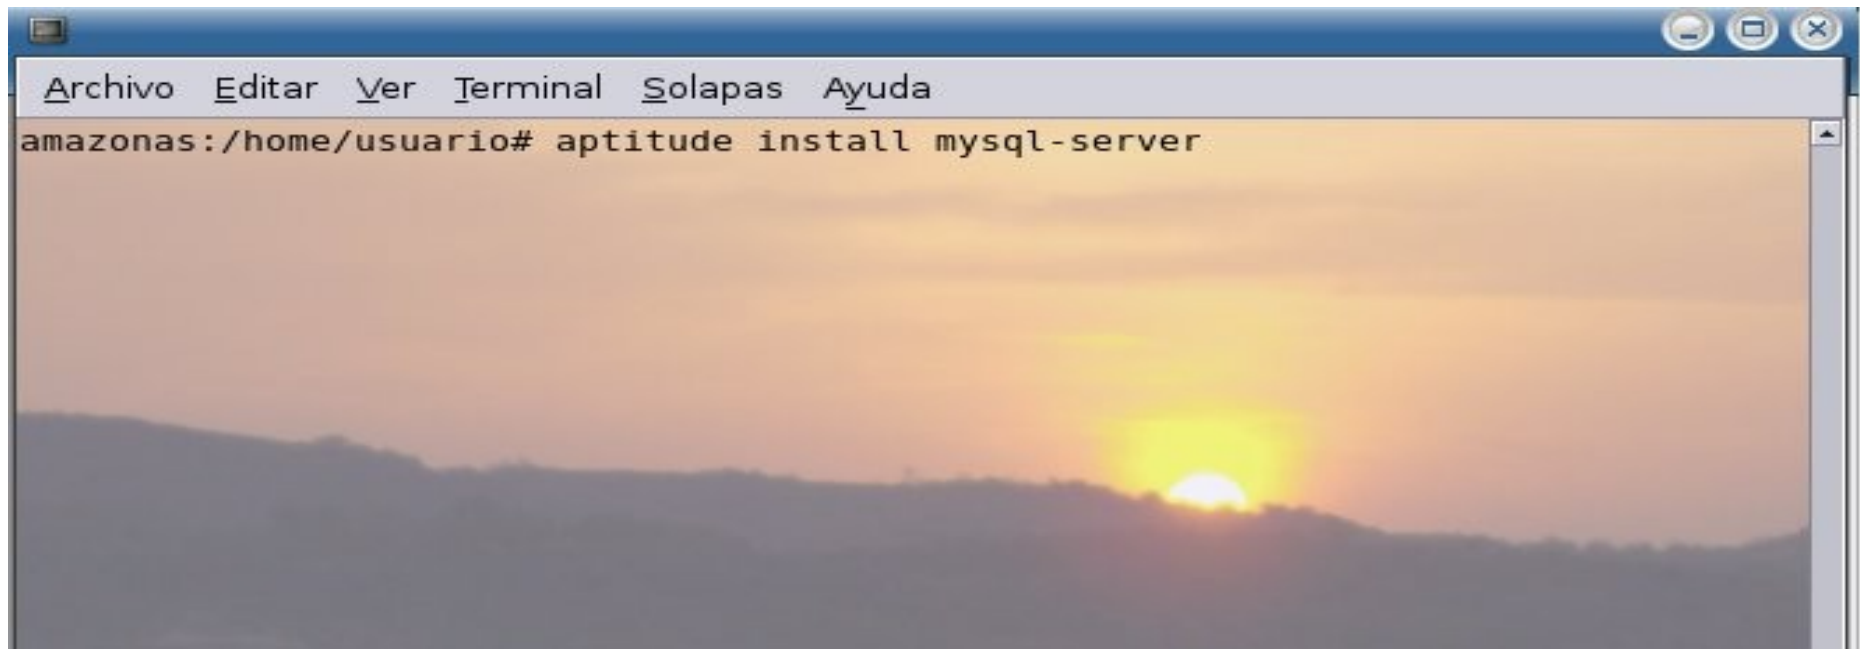 Archivo Editar Ver Terminal Solapas Ayuda
amazonas:/home/usuario# aptitude install mysql-server